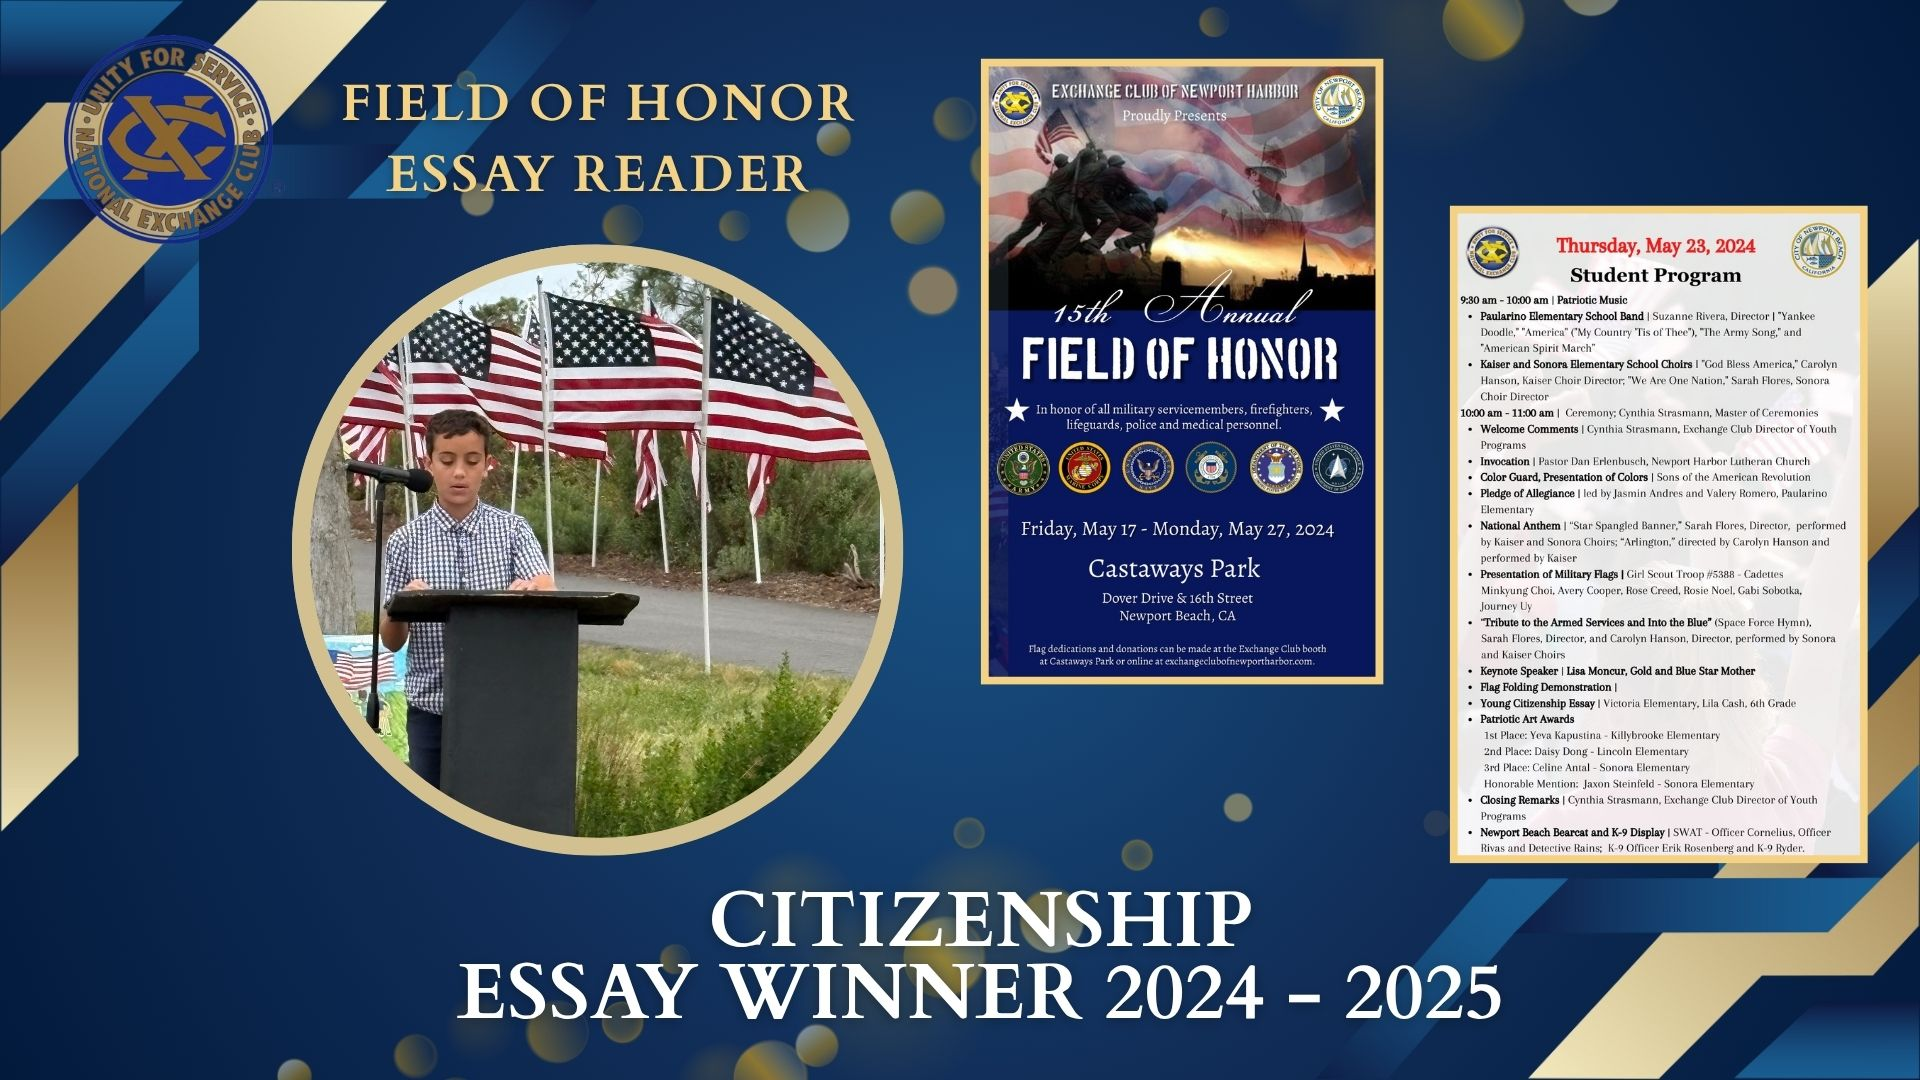 UNITY FOR SERVICE
NATIONAL EXCHANGE CLUB
XC
FIELD OF HONOR
ESSAY READER
EXCHANGE CLUB OF NEWPORT HARBOR
Proudly Presents
15th Annual
FIELD OF HONOR
In honor of all military servicemembers, firefighters,
lifeguards, police and medical personnel.
Friday, May 17 - Monday, May 27, 2024
Castaways Park
Dover Drive & 16th Street
Newport Beach, CA
Flag dedications and donations can be made at the Exchange Club booth
at Castaways Park or online at exchangeclubofnewportharbor.com.
Thursday, May 23, 2024
Student Program
9:30 am - 10:00 am | Patriotic Music
• Paularino Elementary School Band | Suzanne Rivera, Director | "Yankee
Doodle," "America" ("My Country 'Tis of Thee"), "The Army Song," and
"American Spirit March"
• Kaiser and Sonora Elementary School Choirs | "God Bless America," Carolyn
Hanson, Kaiser Choir Director; "We Are One Nation," Sarah Flores, Sonora
Choir Director
10:00 am - 11:00 am | Ceremony; Cynthia Strasmann, Master of Ceremonies
• Welcome Comments | Cynthia Strasmann, Exchange Club Director of Youth
Programs
• Invocation | Pastor Dan Erlenbusch, Newport Harbor Lutheran Church
• Color Guard, Presentation of Colors | Sons of the American Revolution
• Pledge of Allegiance | led by Jasmin Andres and Valery Romero, Paularino
Elementary
• National Anthem | “Star Spangled Banner,” Sarah Flores, Director, performed
by Kaiser and Sonora Choirs; “Arlington,” directed by Carolyn Hanson and
performed by Kaiser
• Presentation of Military Flags | Girl Scout Troop #5388 - Cadettes
Minkyung Choi, Avery Cooper, Rose Creed, Rosie Noel, Gabi Sobotka,
Journey Uy
• “Tribute to the Armed Services and Into the Blue” (Space Force Hymn),
Sarah Flores, Director, and Carolyn Hanson, Director, performed by Sonora
and Kaiser Choirs
• Keynote Speaker | Lisa Moncur, Gold and Blue Star Mother
• Flag Folding Demonstration |
• Young Citizenship Essay | Victoria Elementary, Lila Cash, 6th Grade
• Patriotic Art Awards
1st Place: Yeva Kapustina - Killybrooke Elementary
2nd Place: Daisy Dong - Lincoln Elementary
3rd Place: Celine Antal - Sonora Elementary
Honorable Mention: Jaxon Steinfeld - Sonora Elementary
• Closing Remarks | Cynthia Strasmann, Exchange Club Director of Youth
Programs
• Newport Beach Bearcat and K-9 Display | SWAT - Officer Cornelius, Officer
Rivas and Detective Rains; K-9 Officer Erik Rosenberg and K-9 Ryder.
CITIZENSHIP
ESSAY WINNER 2024 – 2025